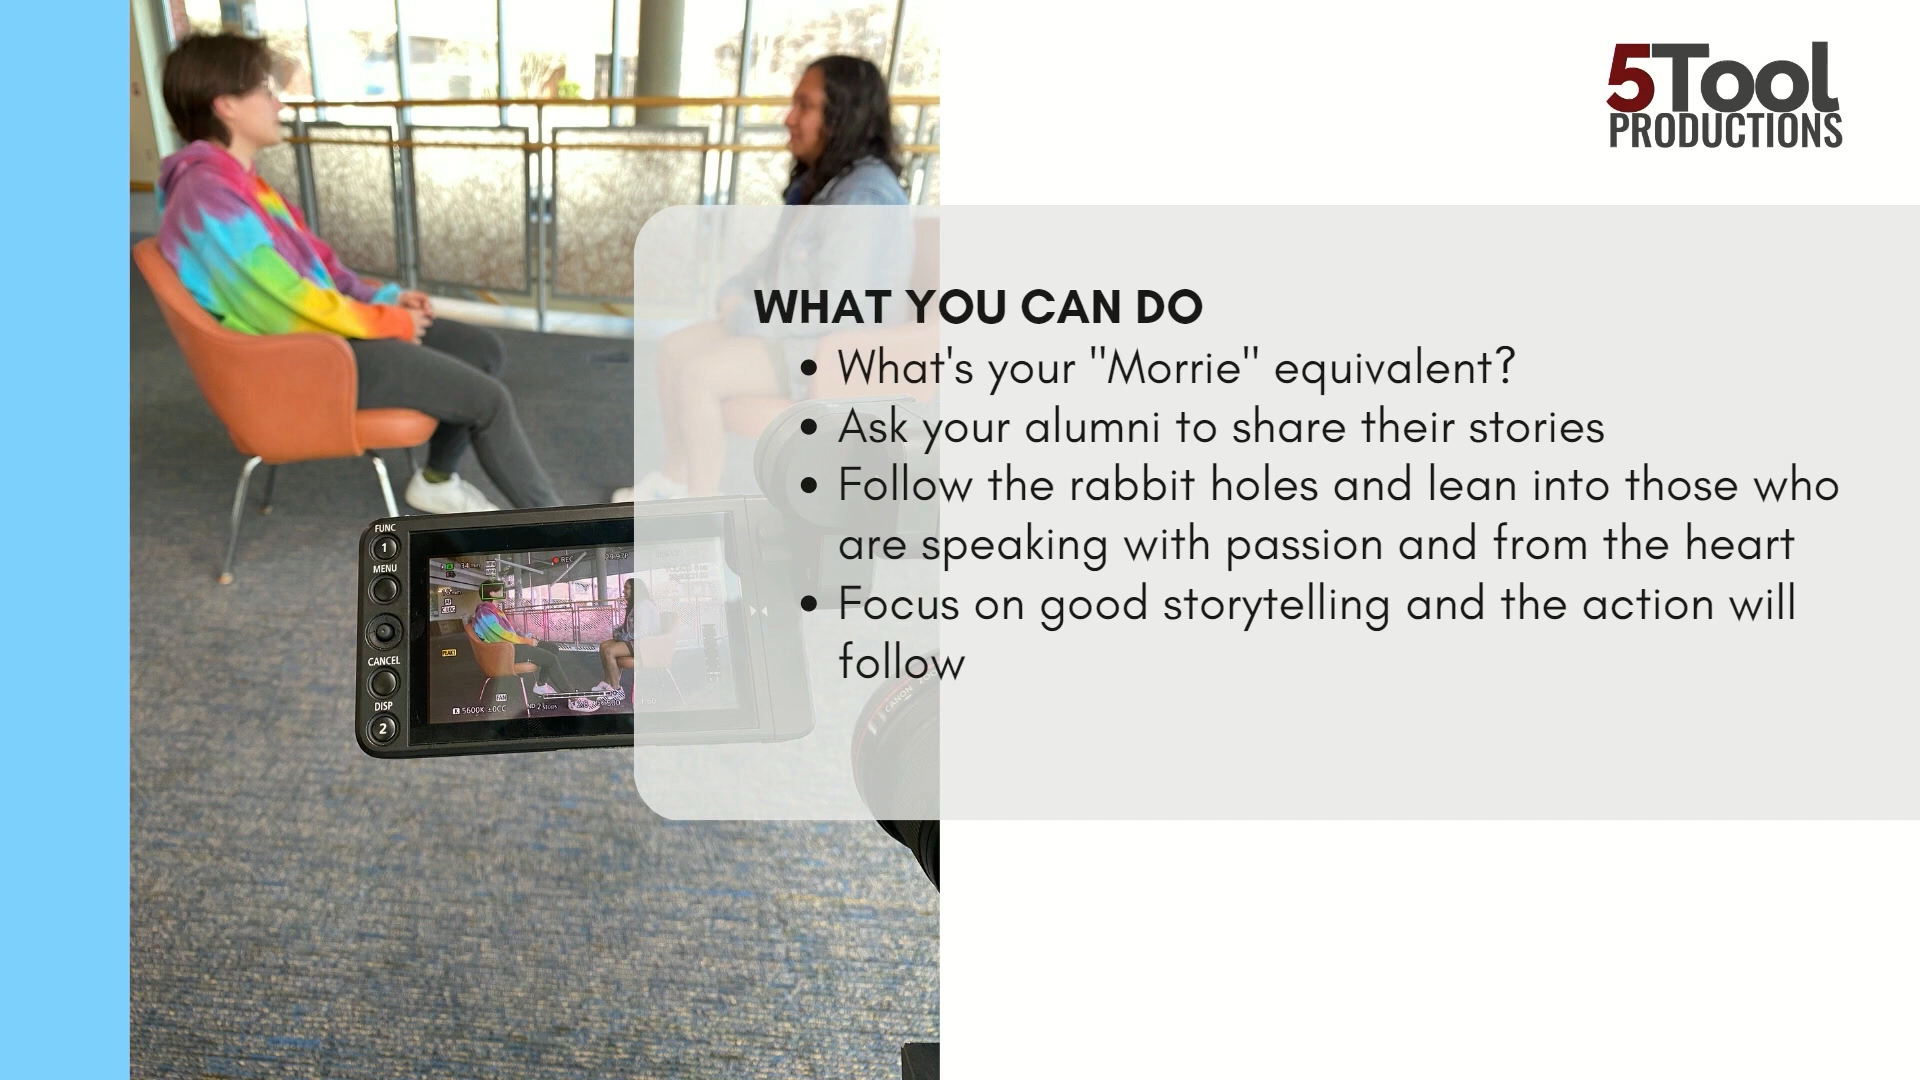 5Tool
PRODUCTIONS
WHAT YOU CAN DO
• What's your "Morrie" equivalent?
• Ask your alumni to share their stories
• Follow the rabbit holes and lean into those who
are speaking with passion and from the heart
• Focus on good storytelling and the action will
follow
FUNC
1
MENU
CANCEL
DISP
2
REC
5600K ±0CC
CANON